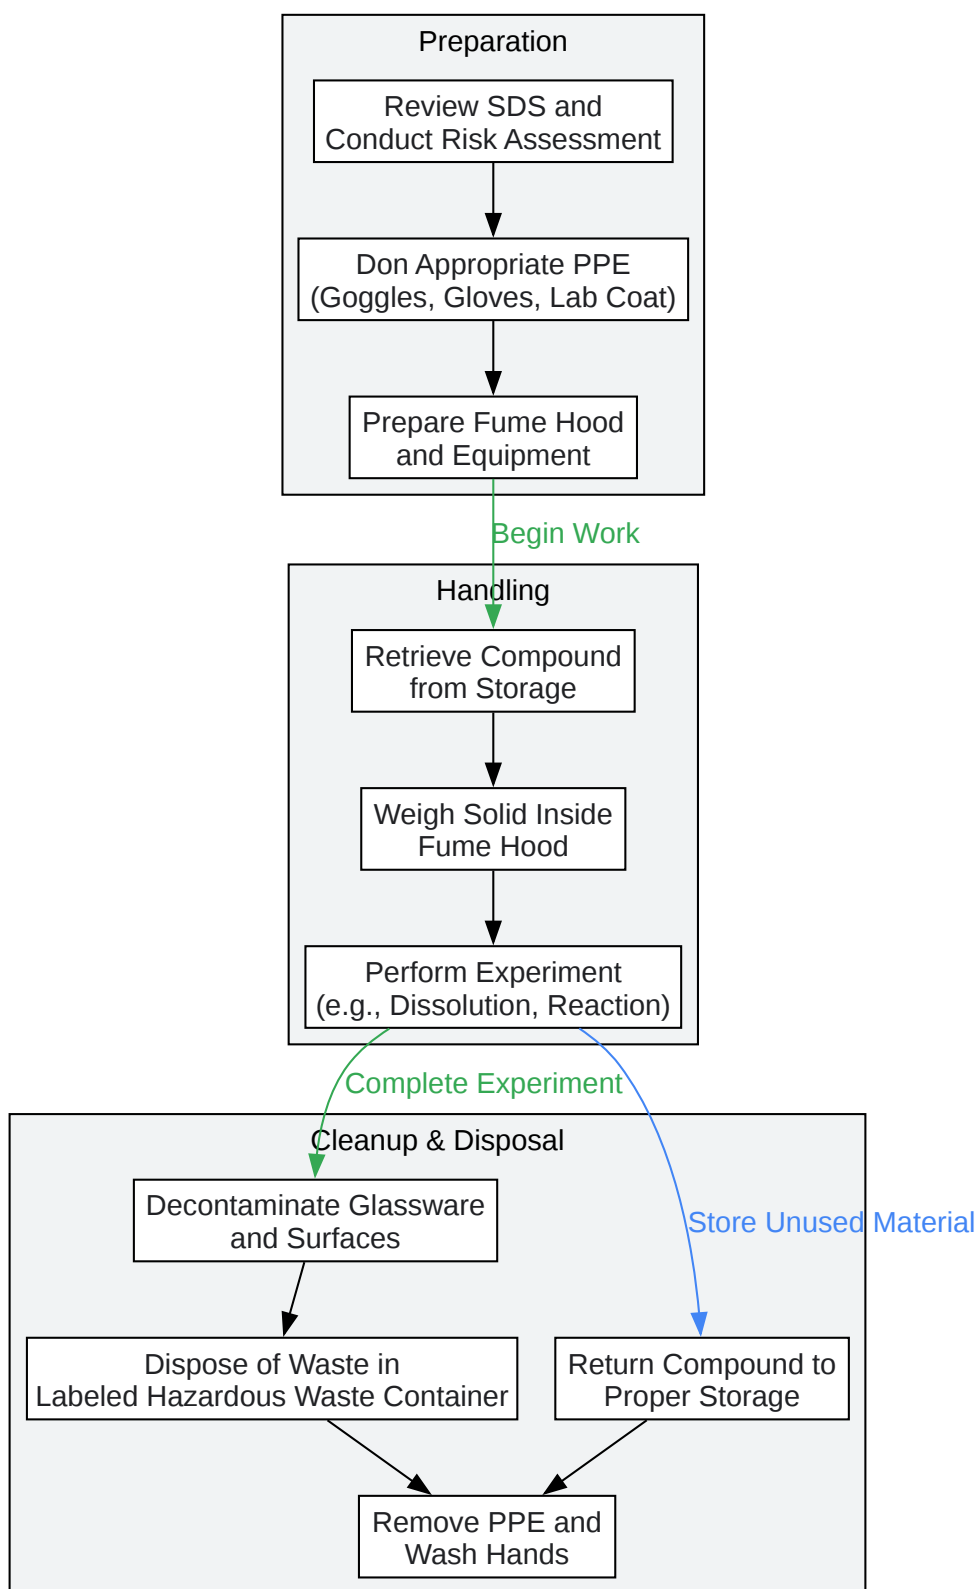 Preparation
Review SDS and
Conduct Risk Assessment
Don Appropriate PPE
(Goggles, Gloves, Lab Coat)
Prepare Fume Hood
and Equipment
Begin Work
Handling
Retrieve Compound
from Storage
Weigh Solid Inside
Fume Hood
Perform Experiment
(e.g., Dissolution, Reaction)
Complete Experiment
Cleanup & Disposal
Decontaminate Glassware
and Surfaces
Store Unused Material
Dispose of Waste in
Labeled Hazardous Waste Container
Return Compound to
Proper Storage
Remove PPE and
Wash Hands